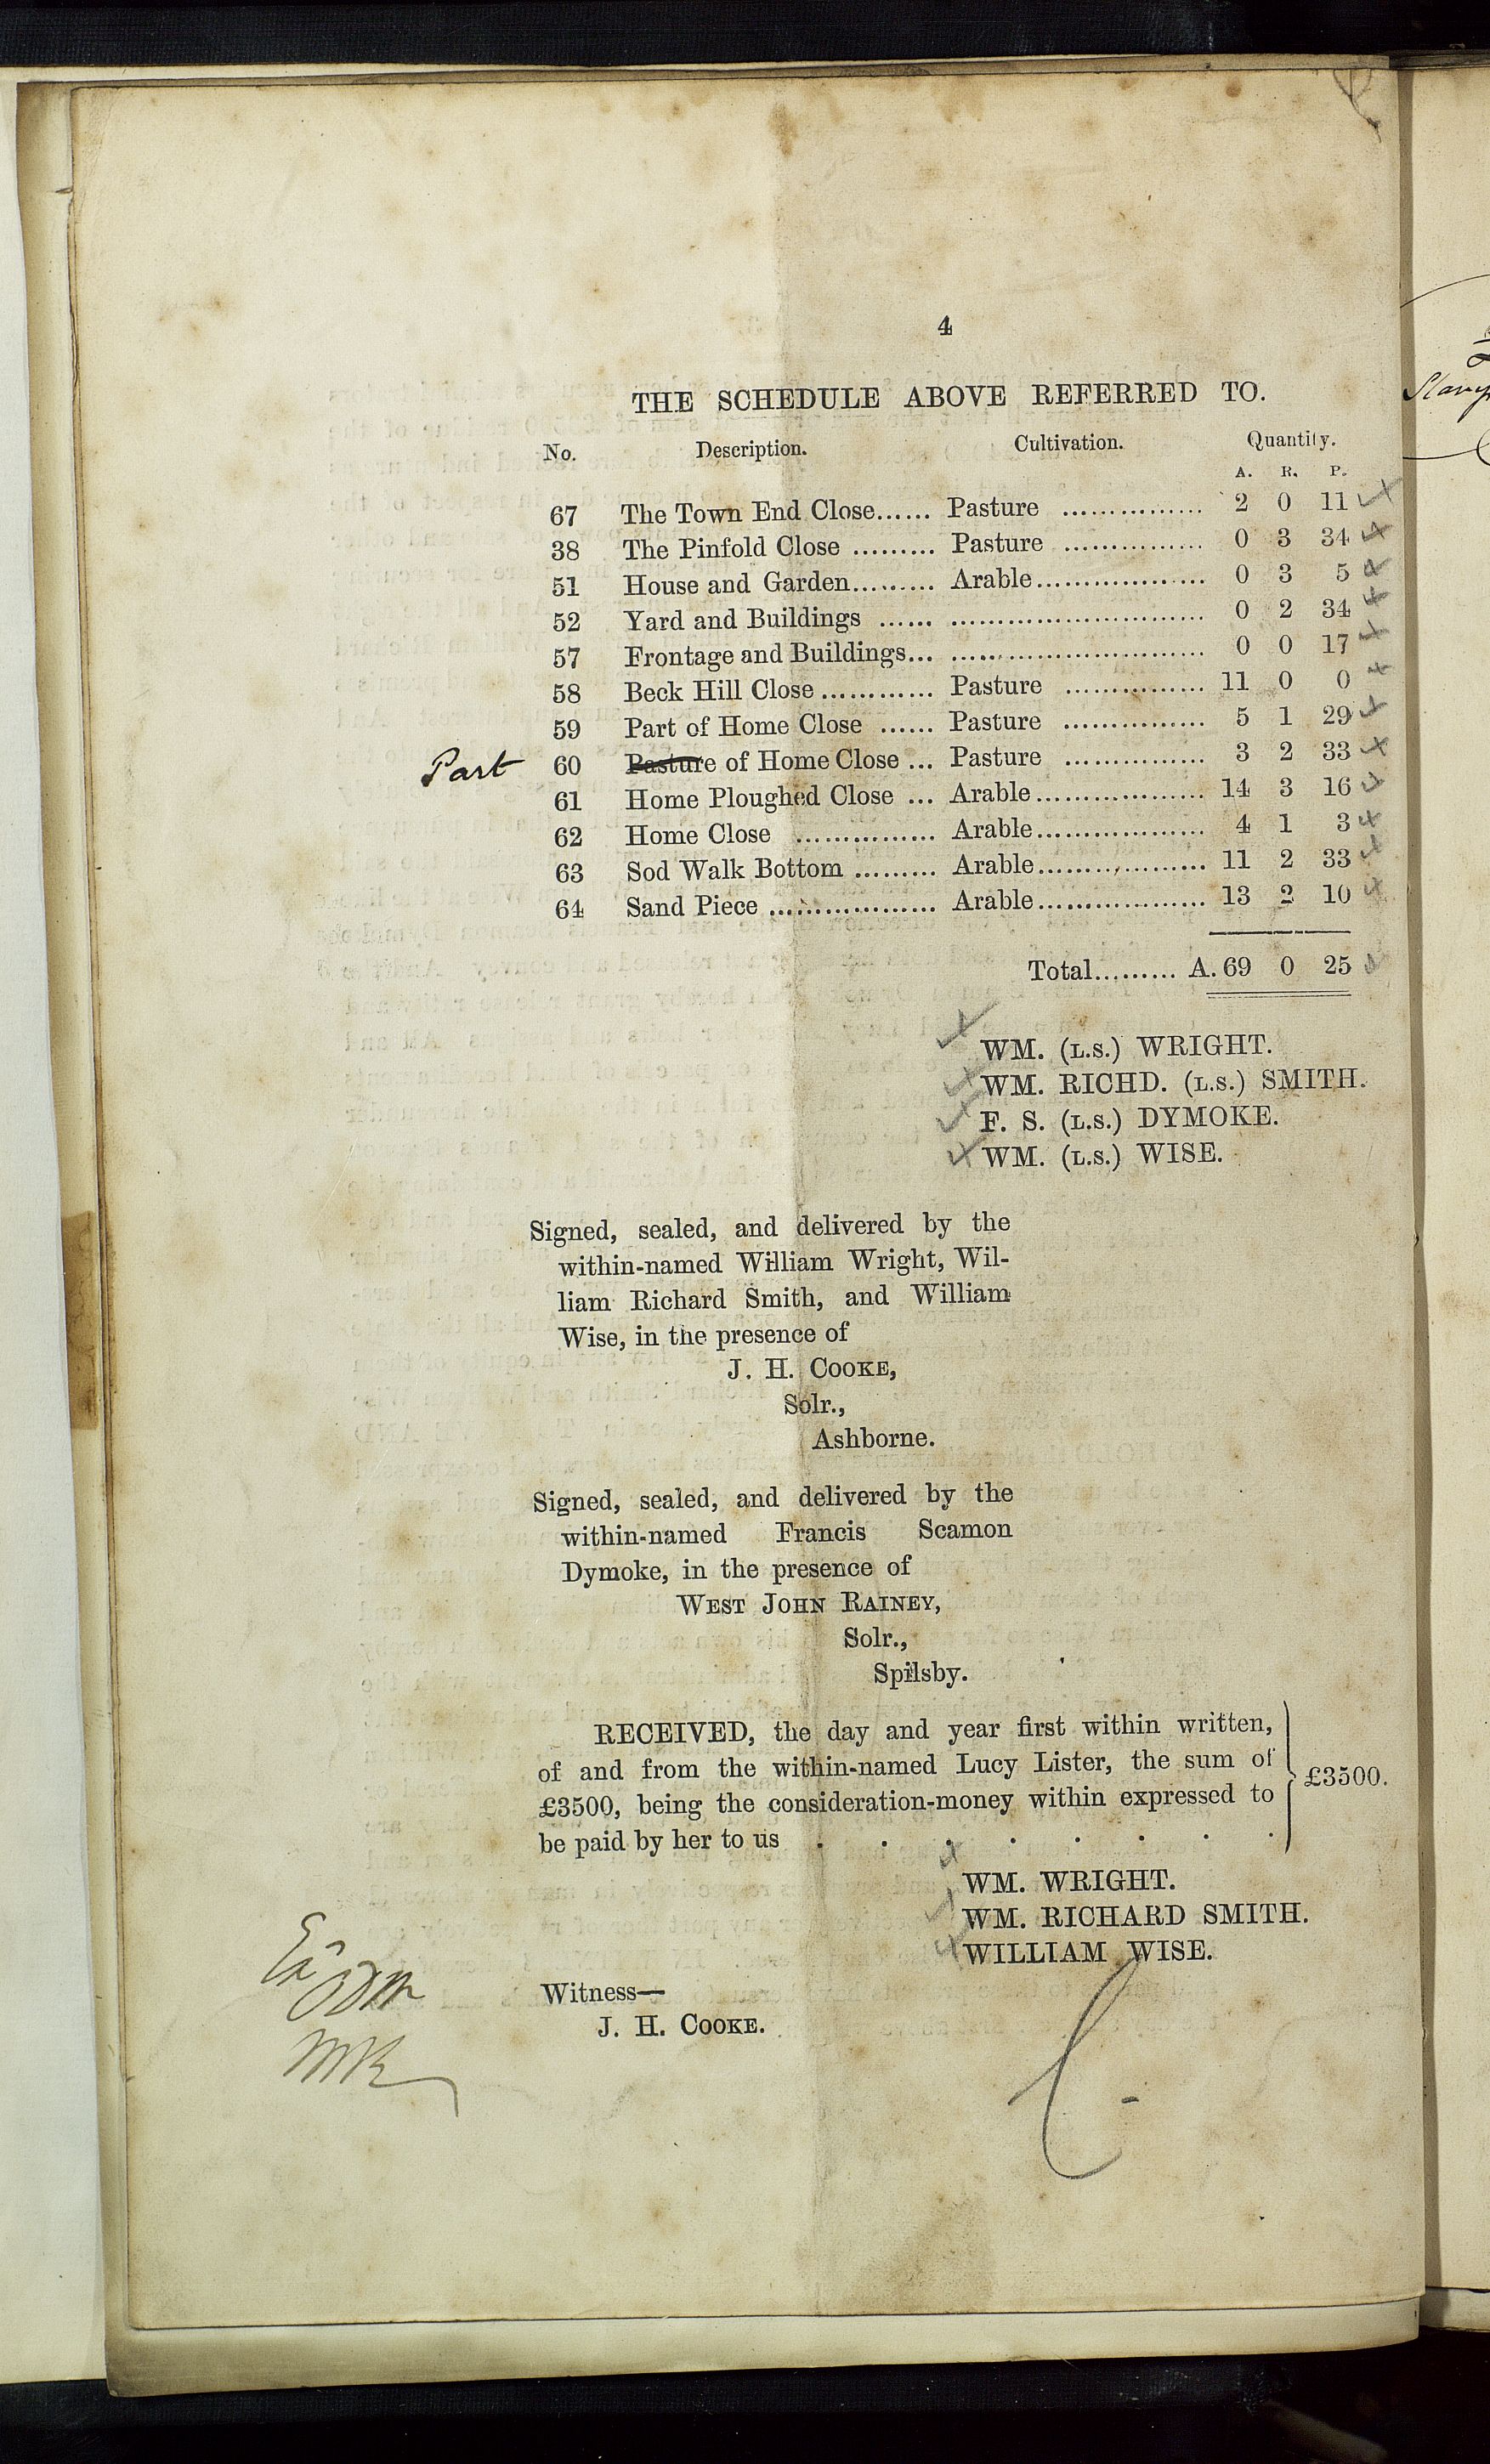 4
THE SCHEDULE ABOVE REFERRED TO.
No. Description. Cultivation. Quantity.
A. R. P.
67 The Town End Close...... Pasture ............... 2 0 11
38 The Pinfold Close ......... Pasture ............... 0 3 34
51 House and Garden......... Arable.................. 0 3 5
52 Yard and Buildings ...... ........................... 0 2 34
57 Frontage and Buildings... ........................... 0 0 17
58 Beck Hill Close ............ Pasture ............... 11 0 0
59 Part of Home Close ...... Pasture ............... 5 1 29
Part 60 Pasture of Home Close ... Pasture ............... 3 2 33
61 Home Ploughed Close ... Arable.................. 14 3 16
62 Home Close ............... Arable.................. 4 1 3
63 Sod Walk Bottom ......... Arable.................. 11 2 33
64 Sand Piece .................. Arable.................. 13 2 10
Total......... A. 69 0 25
WM. (L.S.) WRIGHT.
WM. RICHD. (L.S.) SMITH.
F. S. (L.S.) DYMOKE.
WM. (L.S.) WISE.
Signed, sealed, and delivered by the
within-named William Wright, Wil-
liam Richard Smith, and William
Wise, in the presence of
J. H. COOKE,
Solr.,
Ashborne.
Signed, sealed, and delivered by the
within-named Francis Scamon
Dymoke, in the presence of
WEST JOHN RAINEY,
Solr.,
Spilsby.
RECEIVED, the day and year first within written,
of and from the within-named Lucy Lister, the sum of
£3500, being the consideration-money within expressed to
be paid by her to us . . . . . . . .
£3500.
WM. WRIGHT.
WM. RICHARD SMITH.
WILLIAM WISE.
Witness—
J. H. COOKE.